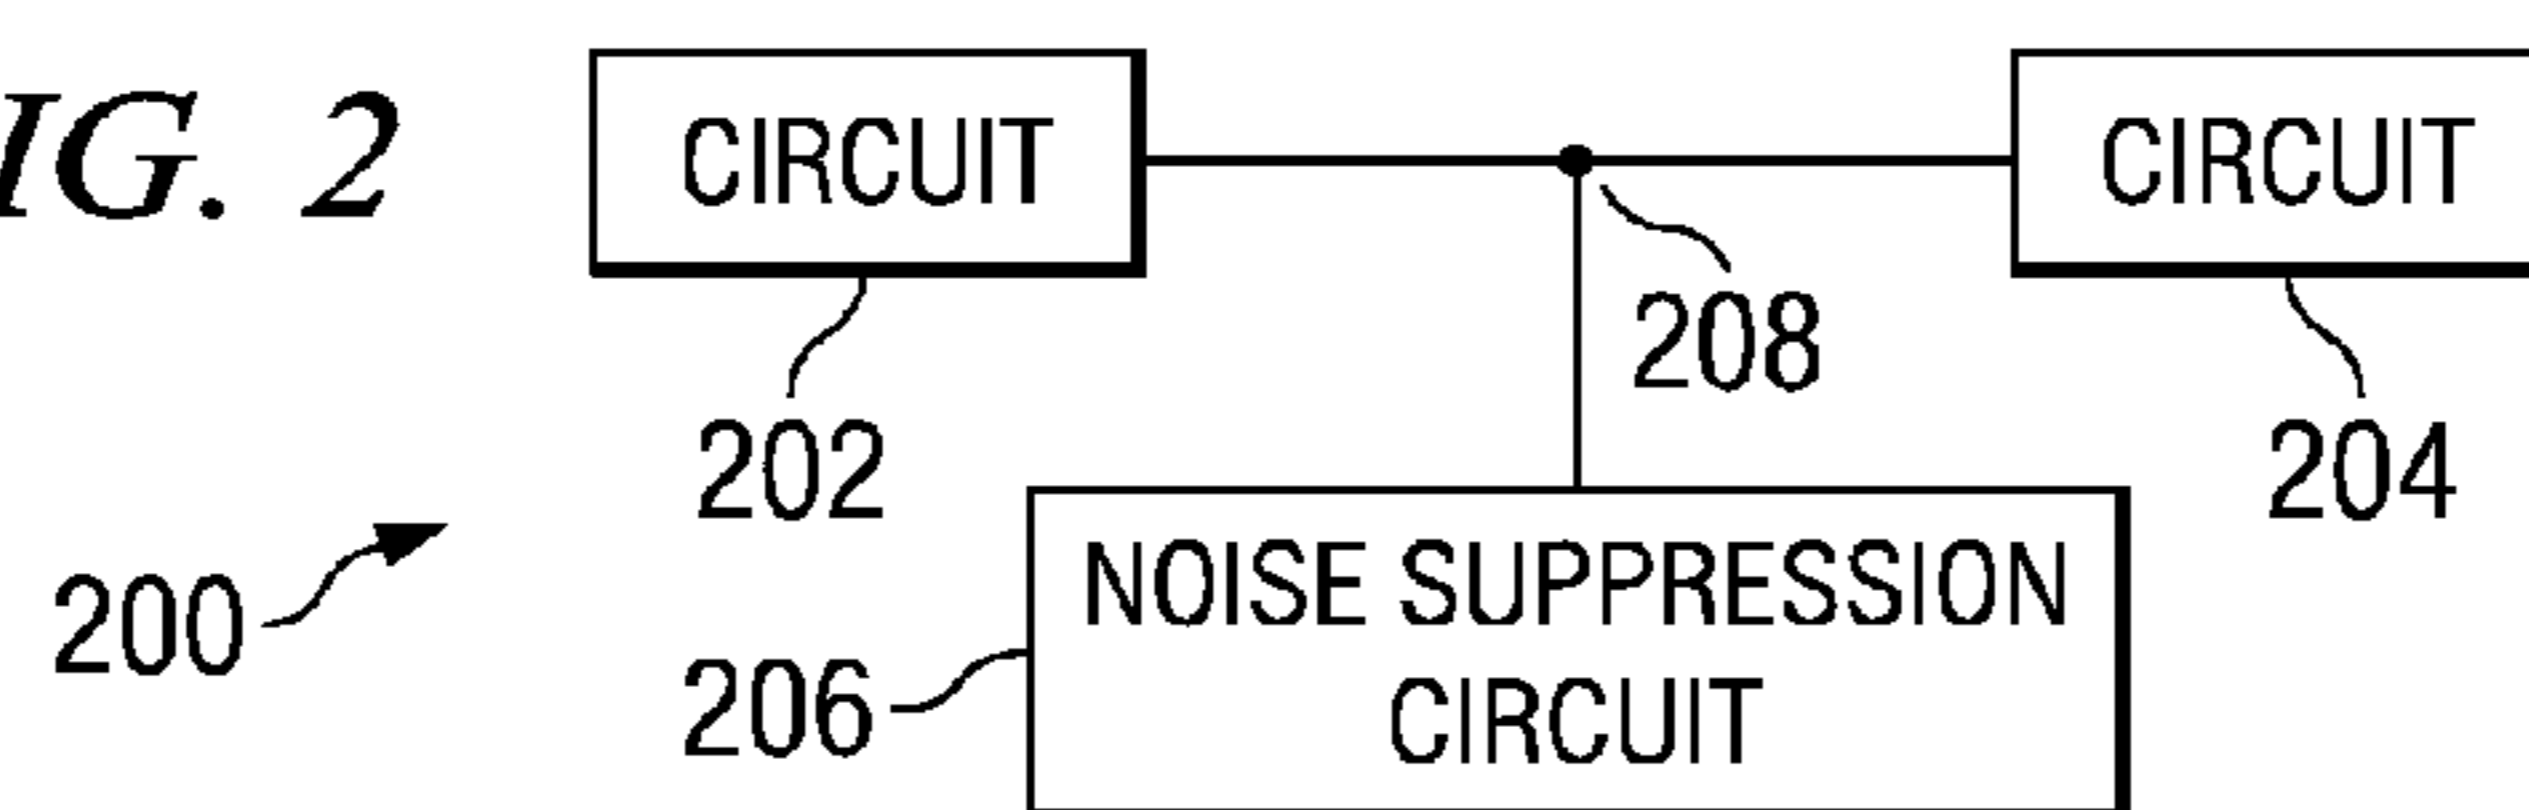 IG. 2
CIRCUIT
CIRCUIT
208
202
204
200
NOISE SUPPRESSION
CIRCUIT
206